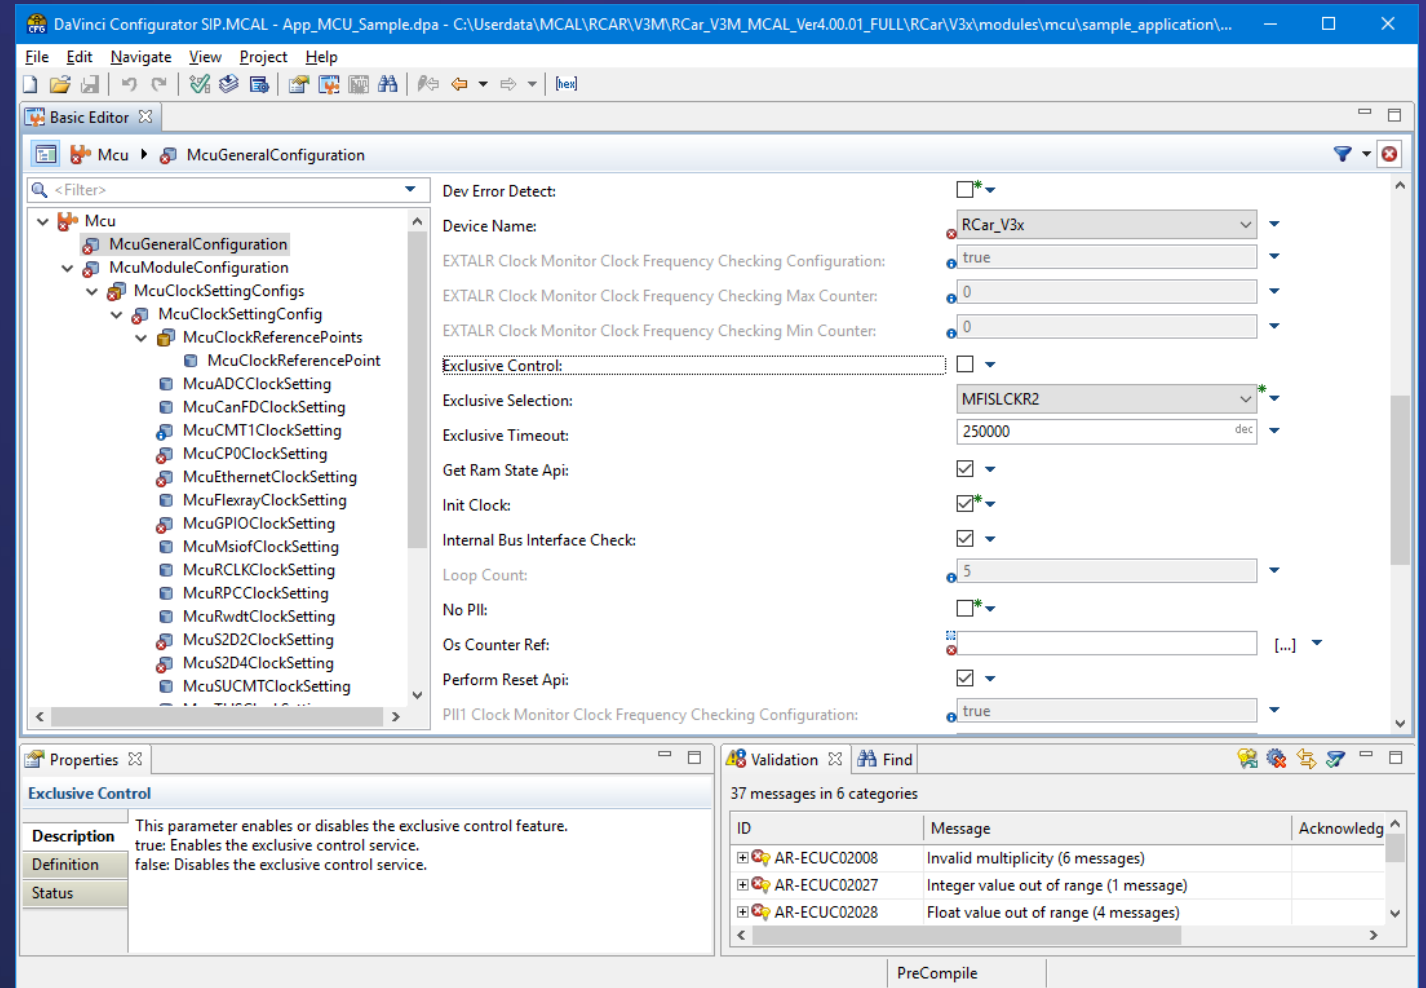 DaVinci Configurator SIP.MCAL - App_MCU_Sample.dpa - C:\Userdata\MCAL\RCAR\V3M\RCar_V3M_MCAL_Ver4.00.01_FULL\RCar\V3x\modules\mcu\sample_application\...
File Edit Navigate View Project Help
[hex]
Basic Editor
Mcu McuGeneralConfiguration
<Filter>
Mcu
McuGeneralConfiguration
McuModuleConfiguration
McuClockSettingConfigs
McuClockSettingConfig
McuClockReferencePoints
McuClockReferencePoint
McuADCClockSetting
McuCanFDClockSetting
McuCMT1ClockSetting
McuCP0ClockSetting
McuEthernetClockSetting
McuFlexrayClockSetting
McuGPIOClockSetting
McuMsiofClockSetting
McuRCLKClockSetting
McuRPCClockSetting
McuRwdtClockSetting
McuS2D2ClockSetting
McuS2D4ClockSetting
McuSUCMTClockSetting
Dev Error Detect:
Device Name: RCar_V3x
EXTALR Clock Monitor Clock Frequency Checking Configuration: true
EXTALR Clock Monitor Clock Frequency Checking Max Counter: 0
EXTALR Clock Monitor Clock Frequency Checking Min Counter: 0
Exclusive Control:
Exclusive Selection: MFISLCKR2
Exclusive Timeout: 250000 dec
Get Ram State Api:
Init Clock:
Internal Bus Interface Check:
Loop Count: 5
No Pll:
Os Counter Ref: [...]
Perform Reset Api:
Pll1 Clock Monitor Clock Frequency Checking Configuration: true
Properties
Exclusive Control
Description
Definition
Status
This parameter enables or disables the exclusive control feature.
true: Enables the exclusive control service.
false: Disables the exclusive control service.
Validation Find
37 messages in 6 categories
ID Message Acknowledg
AR-ECUC02008 Invalid multiplicity (6 messages)
AR-ECUC02027 Integer value out of range (1 message)
AR-ECUC02028 Float value out of range (4 messages)
PreCompile